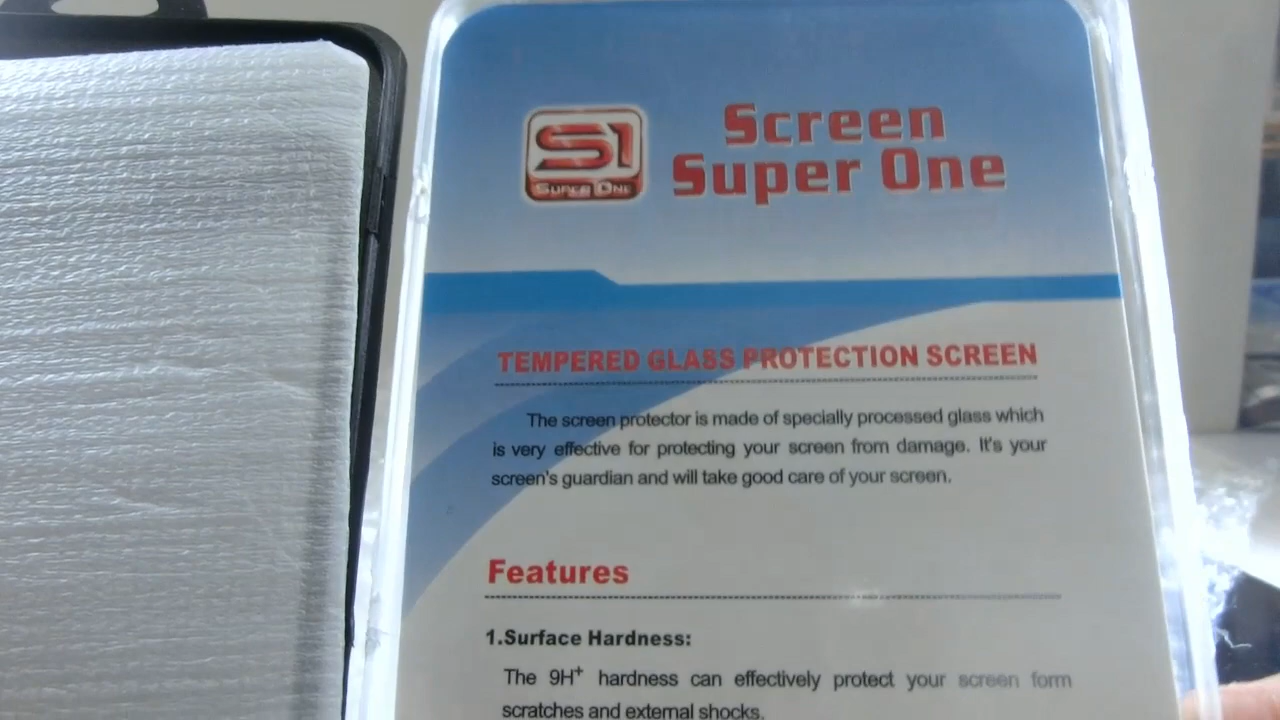 S1
SUPER ONE
Screen
Super One
TEMPERED GLASS PROTECTION SCREEN
The screen protector is made of specially processed glass which
is very effective for protecting your screen from damage. It's your
screen's guardian and will take good care of your screen.
Features
1.Surface Hardness:
The 9H⁺ hardness can effectively protect your screen form
scratches and external shocks.